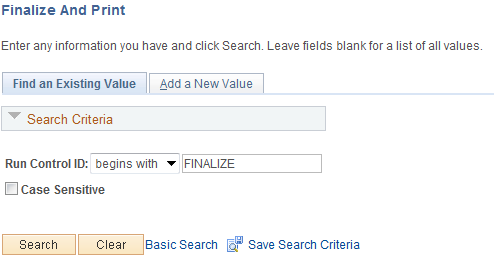 Finalize And Print
Enter any information you have and click Search. Leave fields blank for a list of all values.
Find an Existing Value Add a New Value
Search Criteria
Run Control ID: begins with FINALIZE
Case Sensitive
Search Clear Basic Search Save Search Criteria